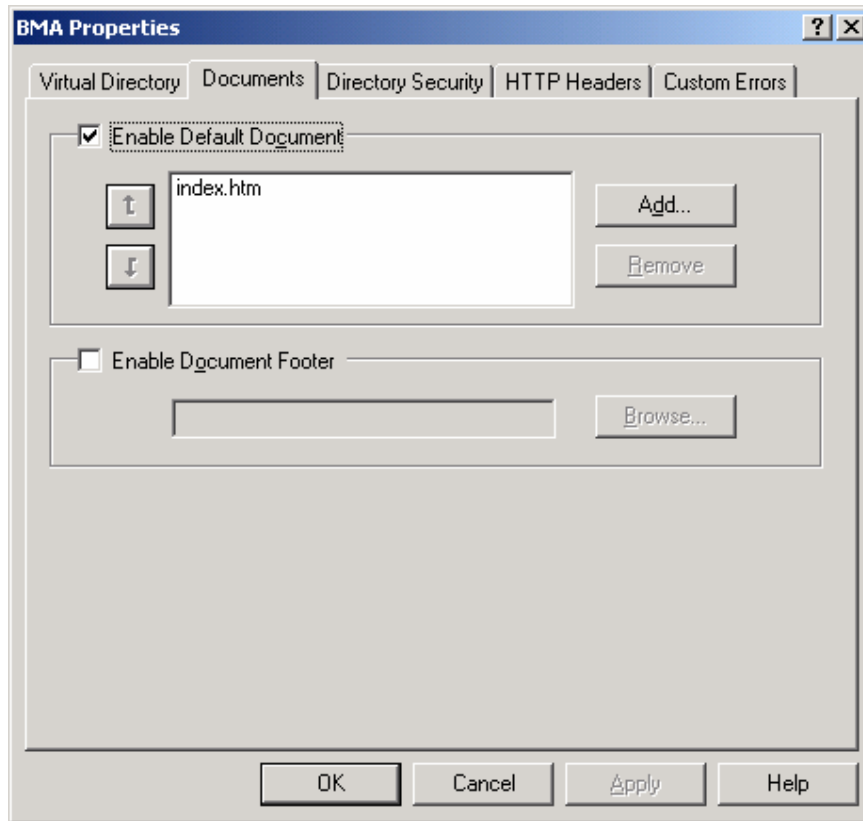 BMA Properties
Virtual Directory Documents Directory Security HTTP Headers Custom Errors
Enable Default Document
index.htm
Add...
Remove
Enable Document Footer
Browse...
OK Cancel Apply Help